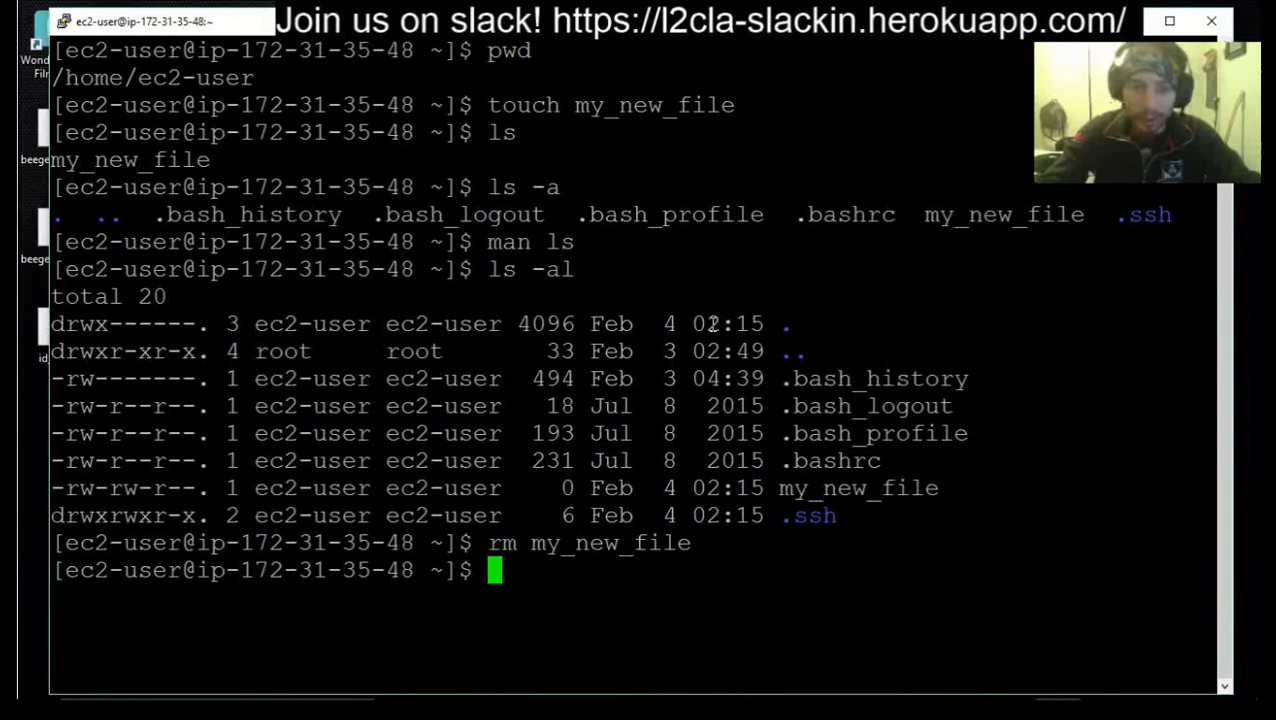 ec2-user@ip-172-31-35-48:~
Join us on slack! https://l2cla-slackin.herokuapp.com/
[ec2-user@ip-172-31-35-48 ~]$ pwd
/home/ec2-user
[ec2-user@ip-172-31-35-48 ~]$ touch my_new_file
[ec2-user@ip-172-31-35-48 ~]$ ls
my_new_file
[ec2-user@ip-172-31-35-48 ~]$ ls -a
. .. .bash_history .bash_logout .bash_profile .bashrc my_new_file .ssh
[ec2-user@ip-172-31-35-48 ~]$ man ls
[ec2-user@ip-172-31-35-48 ~]$ ls -al
total 20
drwx------. 3 ec2-user ec2-user 4096 Feb 4 02:15 .
drwxr-xr-x. 4 root root 33 Feb 3 02:49 ..
-rw-------. 1 ec2-user ec2-user 494 Feb 3 04:39 .bash_history
-rw-r--r--. 1 ec2-user ec2-user 18 Jul 8 2015 .bash_logout
-rw-r--r--. 1 ec2-user ec2-user 193 Jul 8 2015 .bash_profile
-rw-r--r--. 1 ec2-user ec2-user 231 Jul 8 2015 .bashrc
-rw-rw-r--. 1 ec2-user ec2-user 0 Feb 4 02:15 my_new_file
drwxrwxr-x. 2 ec2-user ec2-user 6 Feb 4 02:15 .ssh
[ec2-user@ip-172-31-35-48 ~]$ rm my_new_file
[ec2-user@ip-172-31-35-48 ~]$
Wond
Filr
beege
beege
id